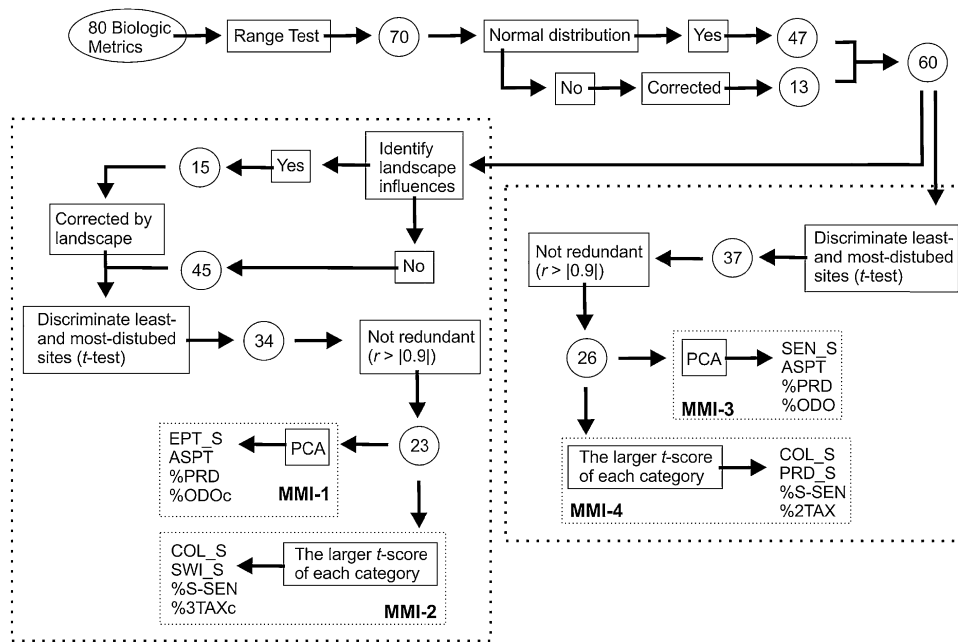 80 Biologic
Metrics
Range Test
70
Normal distribution
Yes
47
No
Corrected
13
60
Identify
landscape
influences
Yes
15
Corrected by
landscape
No
45
Discriminate least-
and most-distubed
sites (t-test)
34
Not redundant
(r > |0.9|)
23
PCA
EPT_S
ASPT
%PRD
%ODOc
MMI-1
The larger t-score
of each category
COL_S
SWI_S
%S-SEN
%3TAXc
MMI-2
Discriminate least-
and most-distubed
sites (t-test)
37
Not redundant
(r > |0.9|)
26
PCA
SEN_S
ASPT
%PRD
%ODO
MMI-3
The larger t-score
of each category
COL_S
PRD_S
%S-SEN
%2TAX
MMI-4